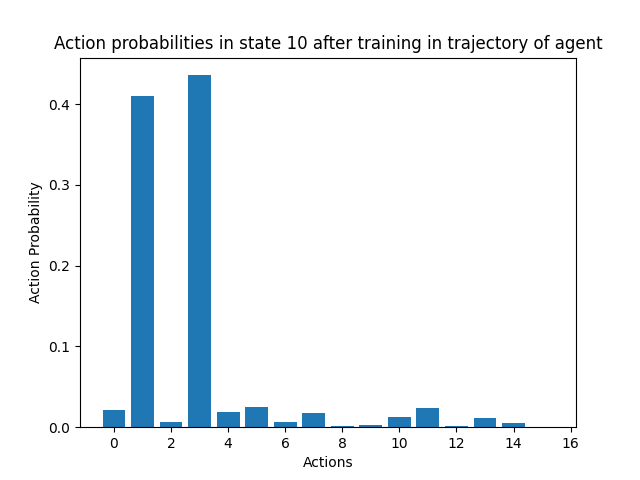 Action probabilities in state 10 after training in trajectory of agent
0.4
0.3
0.2
0.1
0.0
Action Probability
0 2 4 6 8 10 12 14 16
Actions